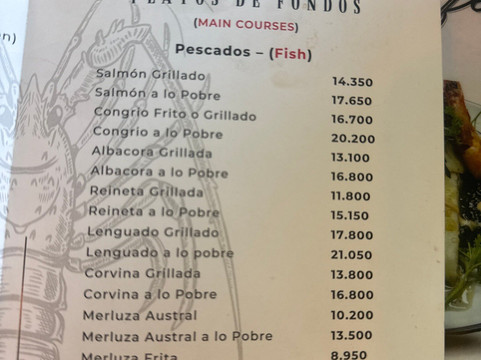 PLATOS DE FONDOS
(MAIN COURSES)
Pescados – (Fish)
Salmón Grillado 14.350
Salmón a lo Pobre 17.650
Congrio Frito o Grillado 16.700
Congrio a lo Pobre 20.200
Albacora Grillada 13.100
Albacora a lo Pobre 16.800
Reineta Grillada 11.800
Reineta a lo Pobre 15.150
Lenguado Grillado 17.800
Lenguado a lo pobre 21.050
Corvina Grillada 13.800
Corvina a lo Pobre 16.800
Merluza Austral 10.200
Merluza Austral a lo Pobre 13.500
Merluza Frita 8.950